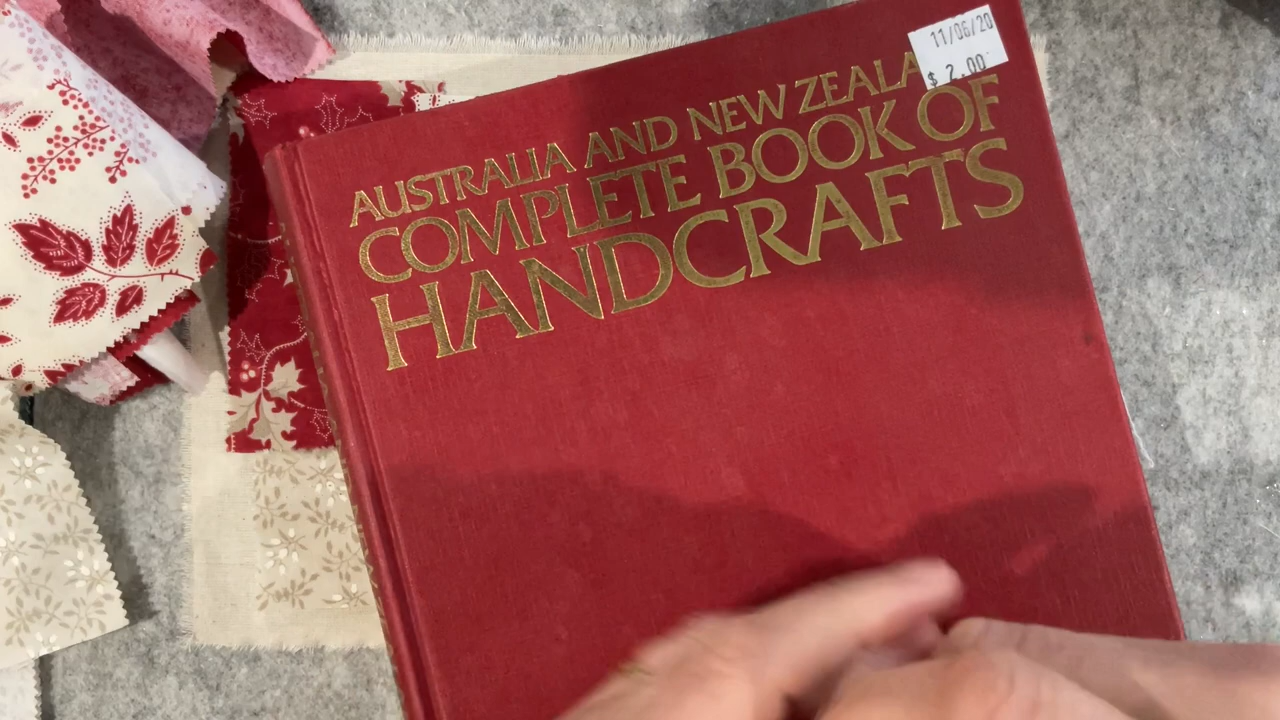 11/06/20
$ 2.00
AUSTRALIA AND NEW ZEALA
COMPLETE BOOK OF
HANDCRAFTS